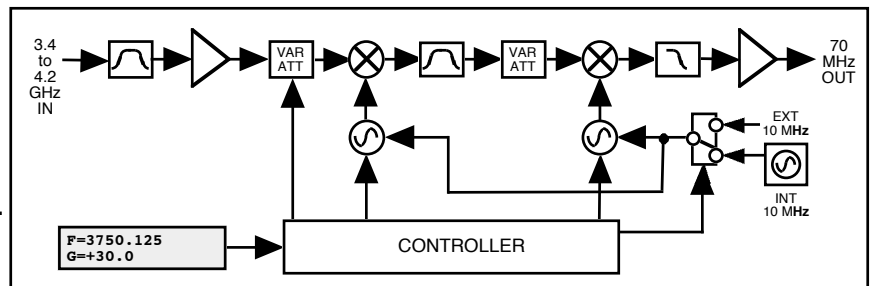 3.4
to
4.2
GHz
IN
VAR
ATT
VAR
ATT
70
MHz
OUT
EXT
10 MHz
INT
10 MHz
F=3750.125
G=+30.0
CONTROLLER